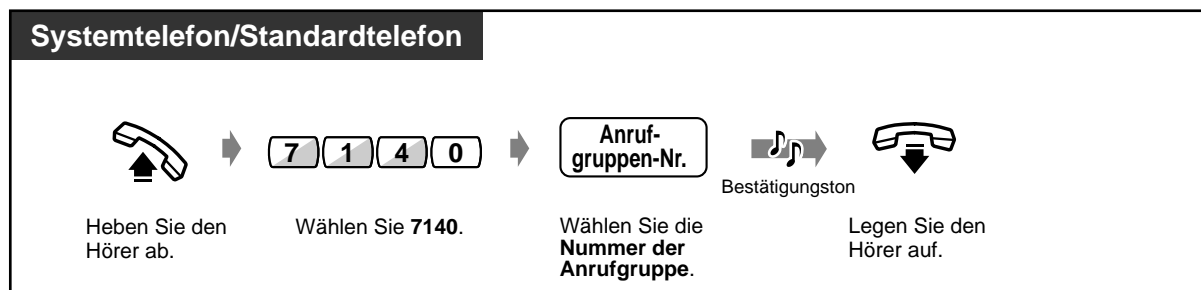 Systemtelefon/Standardtelefon
7 1 4 0
Anruf-
gruppen-Nr.
Bestätigungston
Heben Sie den
Hörer ab.
Wählen Sie 7140.
Wählen Sie die
Nummer der
Anrufgruppe.
Legen Sie den
Hörer auf.